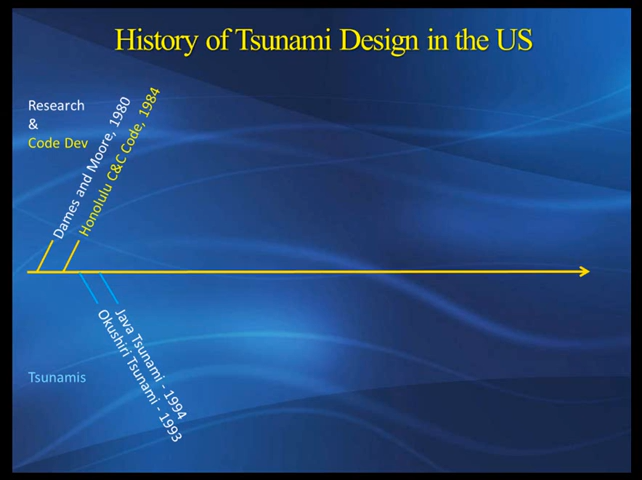 History of Tsunami Design in the US
Research
&
Code Dev
Dames and Moore, 1980
Honolulu C&C Code, 1984
Java Tsunami - 1994
Okushiri Tsunami - 1993
Tsunamis